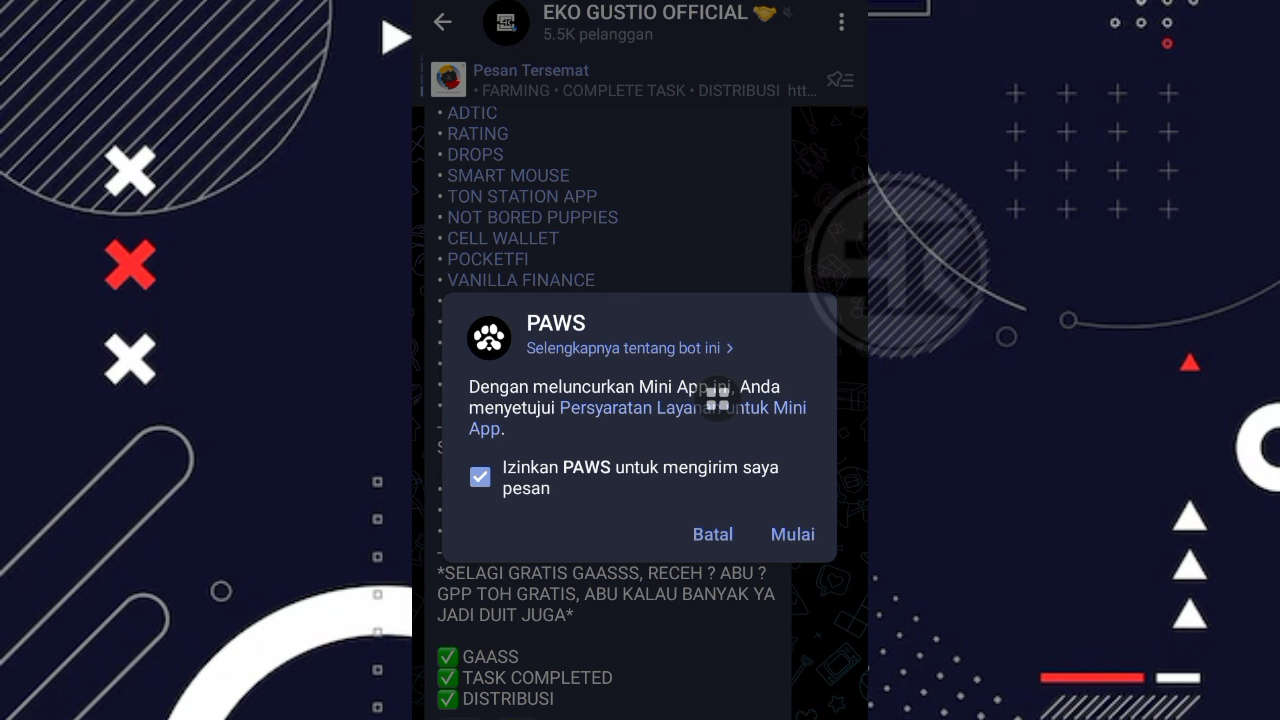 EKO GUSTIO OFFICIAL 🤝
5.5K pelanggan
Pesan Tersemat
• FARMING • COMPLETE TASK • DISTRIBUSI htt...
• ADTIC
• RATING
• DROPS
• SMART MOUSE
• TON STATION APP
• NOT BORED PUPPIES
• CELL WALLET
• POCKETFI
• VANILLA FINANCE
EK
PAWS
Selengkapnya tentang bot ini >
Dengan meluncurkan Mini App ini, Anda
menyetujui Persyaratan Layanan untuk Mini
App.
Izinkan PAWS untuk mengirim saya
pesan
Batal Mulai
*SELAGI GRATIS GAASSS, RECEH ? ABU ?
GPP TOH GRATIS, ABU KALAU BANYAK YA
JADI DUIT JUGA*
✅ GAASS
✅ TASK COMPLETED
✅ DISTRIBUSI